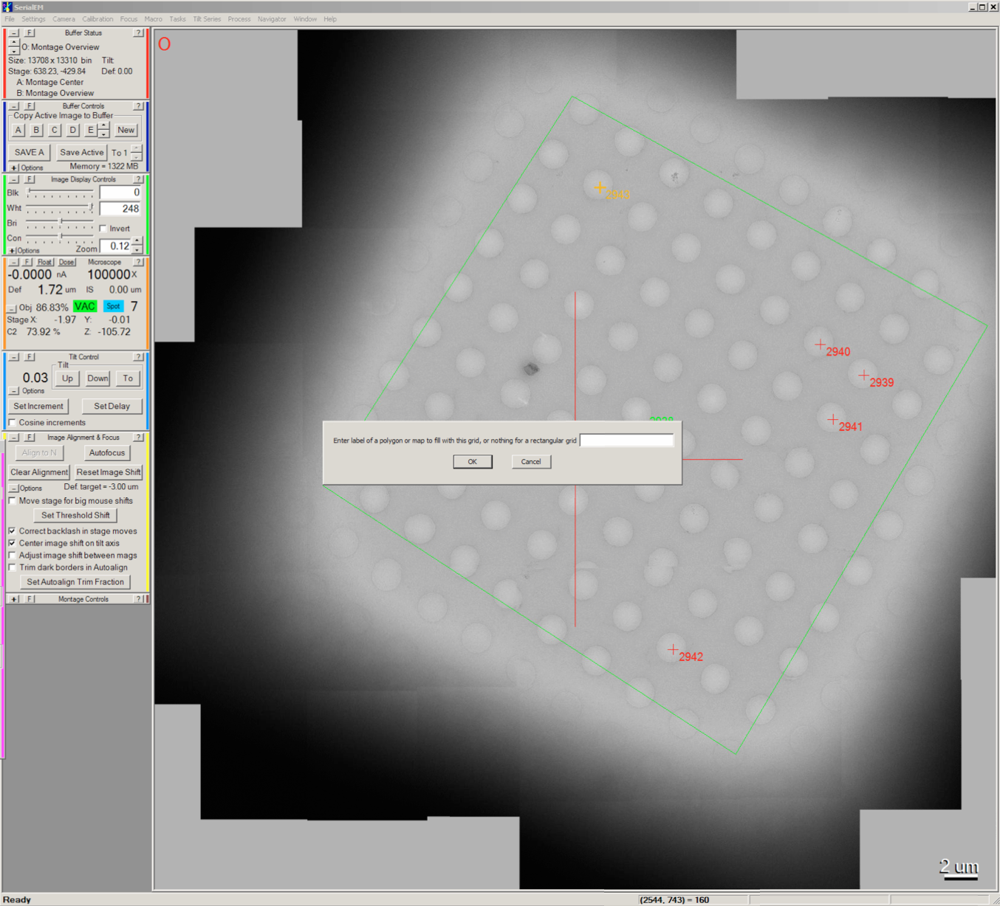 SerialEM
File Settings Camera Calibration Focus Macro Tasks Tilt Series Process Navigator Window Help
– F Buffer Status ?
O: Montage Overview
Size: 13708 x 13310 bin Tilt:
Stage: 638.23, -429.84 Def: 0.00
A: Montage Center
B: Montage Overview
– F Buffer Controls ?
Copy Active Image to Buffer
A B C D E New
SAVE A Save Active To 1
+ Options Memory = 1322 MB
– F Image Display Controls ?
Blk 0
Wht 248
Bri
Invert
Con
+ Options Zoom 0.12
– F Float Dose Microscope ?
-0.0000 nA 100000 X
Def 1.72 um IS 0.00 um
– Obj 86.83% VAC Spot 7
Stage X: -1.97 Y: -0.01
C2 73.92 % Z: -105.72
– F Tilt Control ?
Tilt
0.03 Up Down To
– Options
Set Increment Set Delay
Cosine increments
– F Image Alignment & Focus ?
Align to N Autofocus
Clear Alignment Reset Image Shift
– Options Def. target = -3.00 um
Move stage for big mouse shifts
Set Threshold Shift
Correct backlash in stage moves
Center image shift on tilt axis
Adjust image shift between mags
Trim dark borders in Autoalign
Set Autoalign Trim Fraction
+ F Montage Controls ?
O
2943
2940
2939
2941
Enter label of a polygon or map to fill with this grid, or nothing for a rectangular grid
OK Cancel
2942
2 um
Ready (2544, 743) = 160